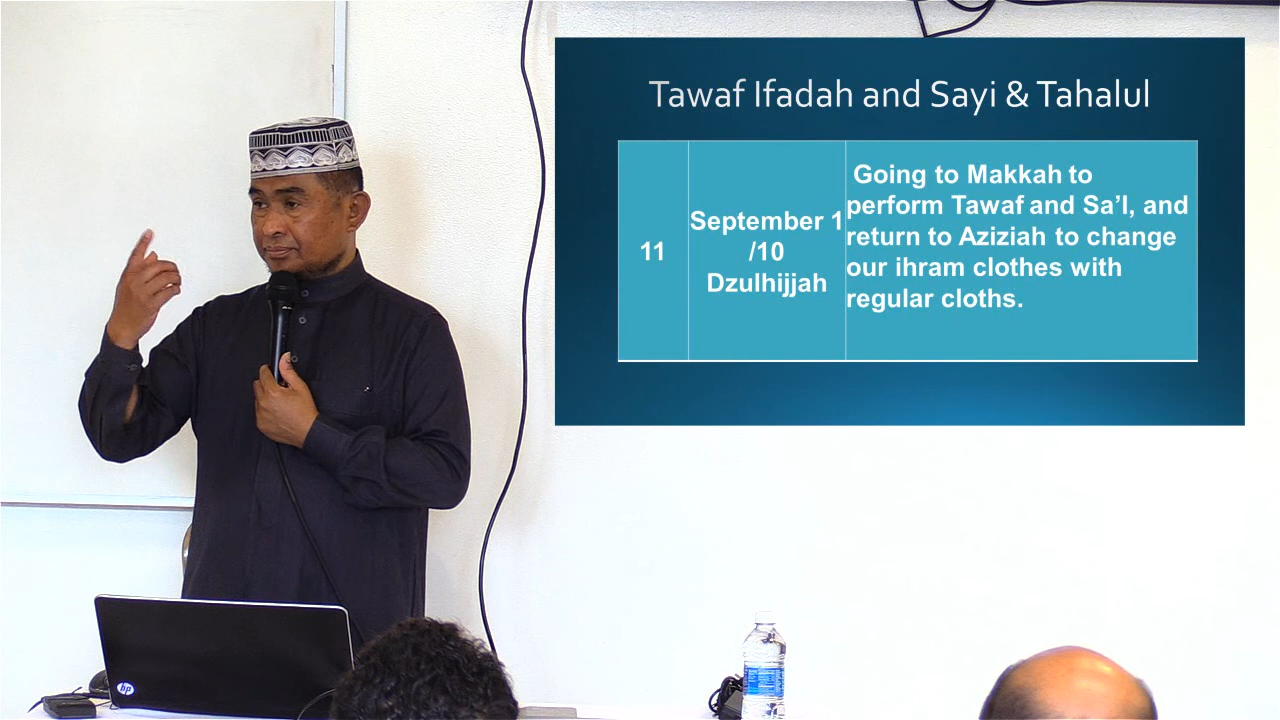 Tawaf Ifadah and Sayi & Tahalul
11
September 1
/10
Dzulhijjah
Going to Makkah to
perform Tawaf and Sa’I, and
return to Aziziah to change
our ihram clothes with
regular cloths.
hp